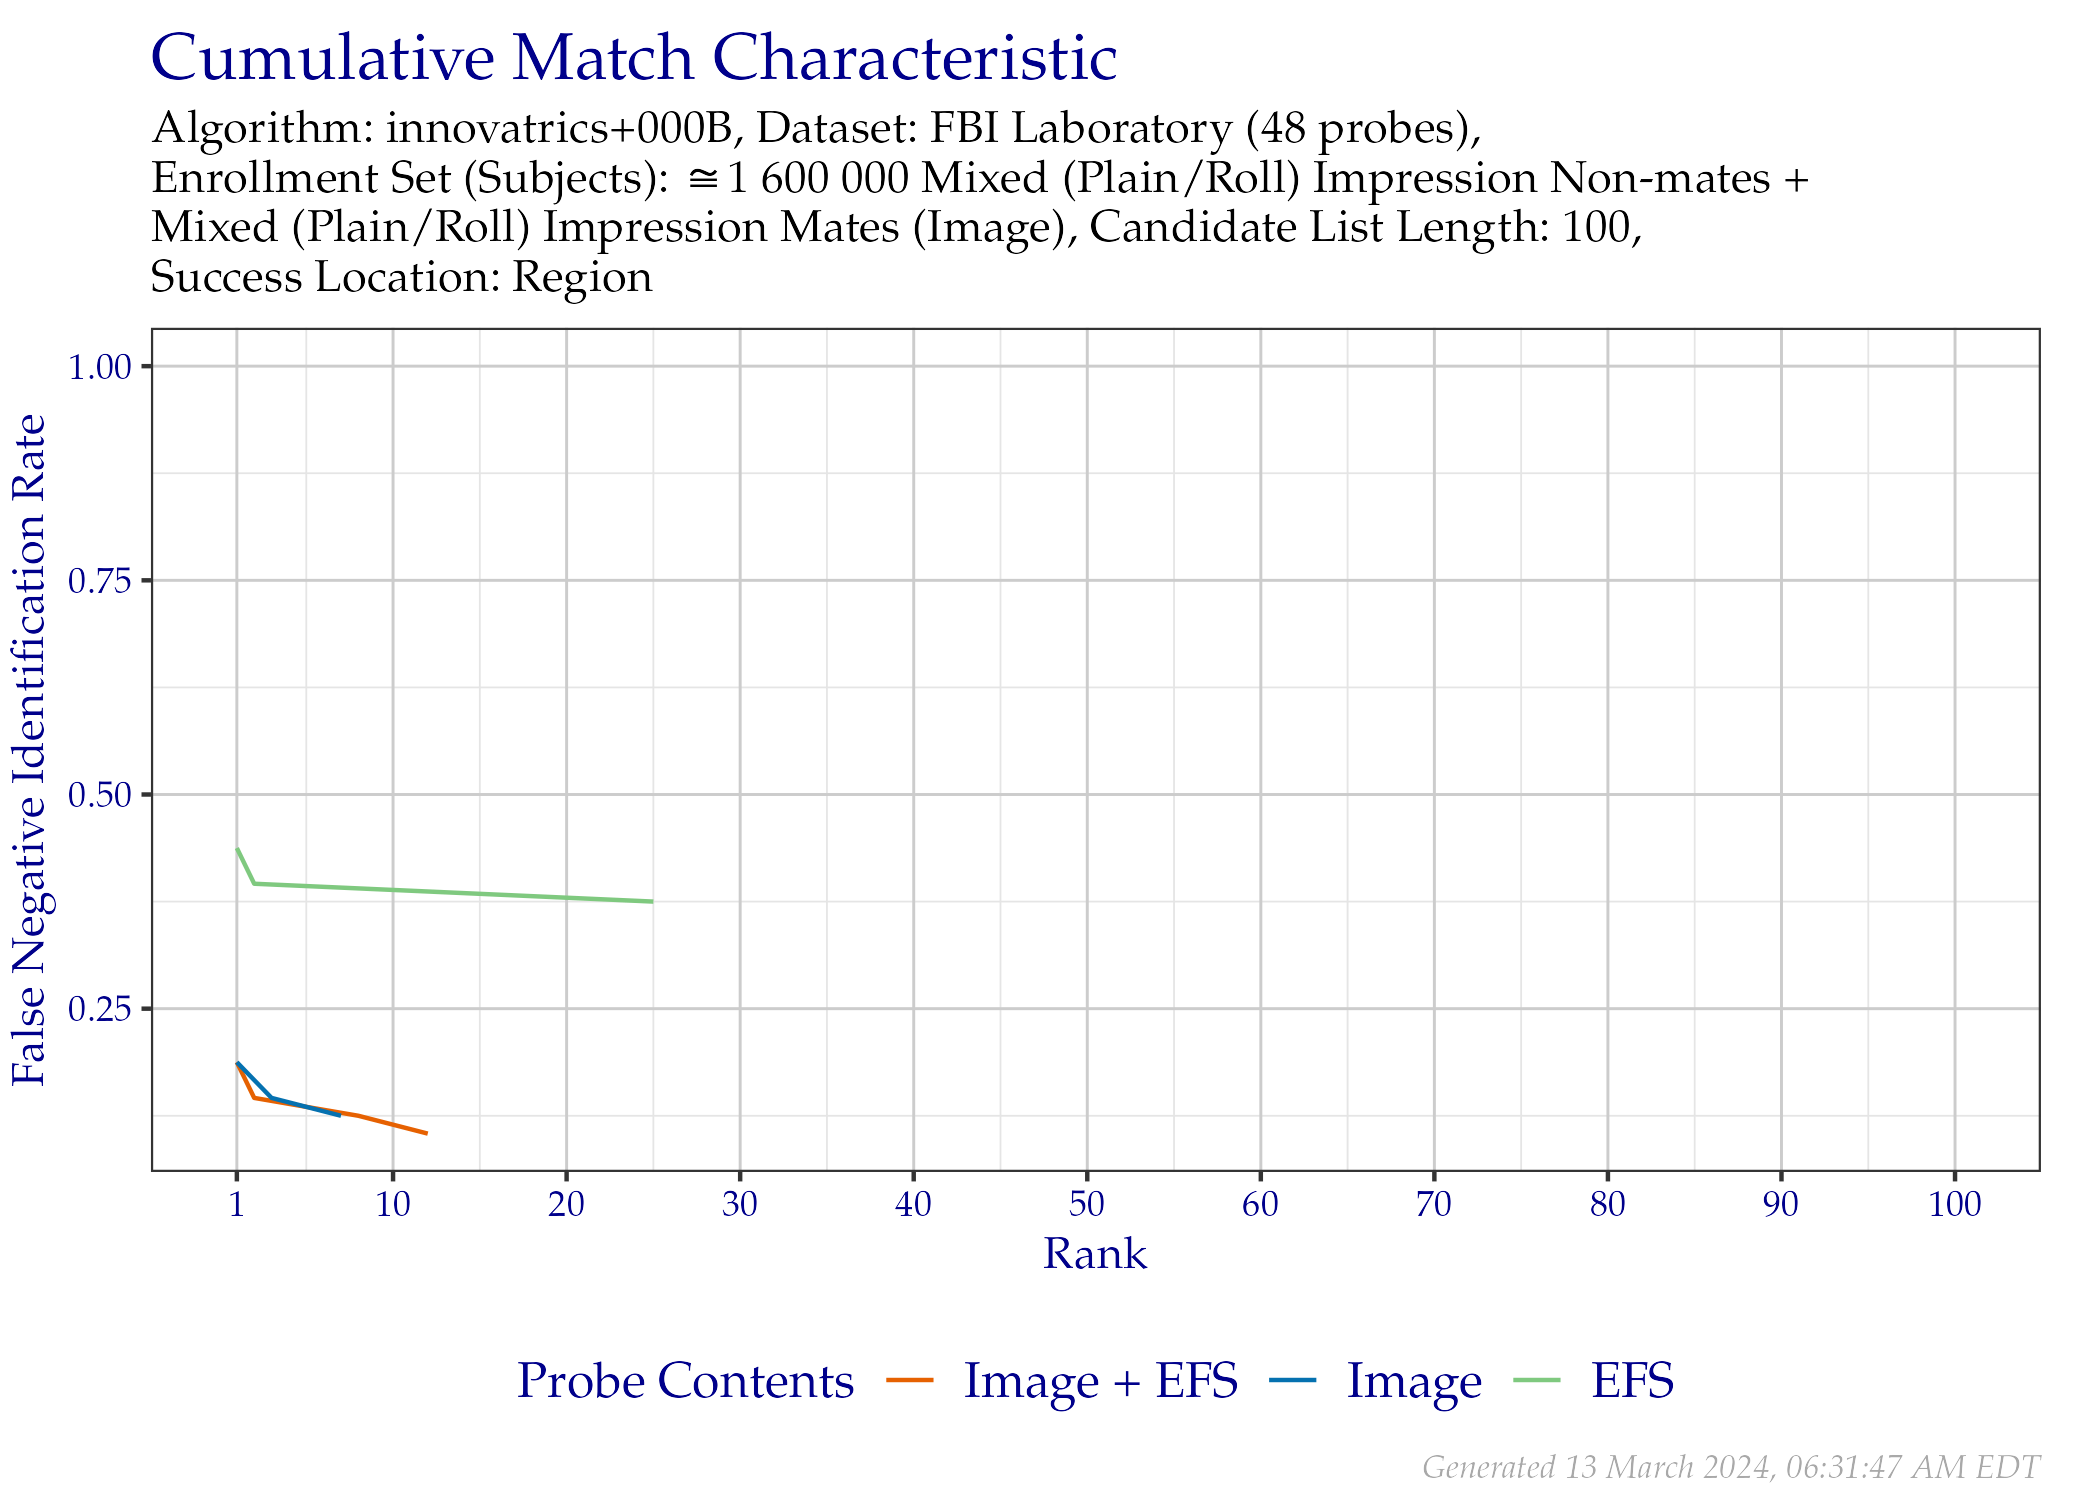 Cumulative Match Characteristic
Algorithm: innovatrics+000B, Dataset: FBI Laboratory (48 probes),
Enrollment Set (Subjects): ≅1 600 000 Mixed (Plain/Roll) Impression Non-mates +
Mixed (Plain/Roll) Impression Mates (Image), Candidate List Length: 100,
Success Location: Region
False Negative Identification Rate
1.00
0.75
0.50
0.25
1 10 20 30 40 50 60 70 80 90 100
Rank
Probe Contents Image + EFS Image EFS
Generated 13 March 2024, 06:31:47 AM EDT